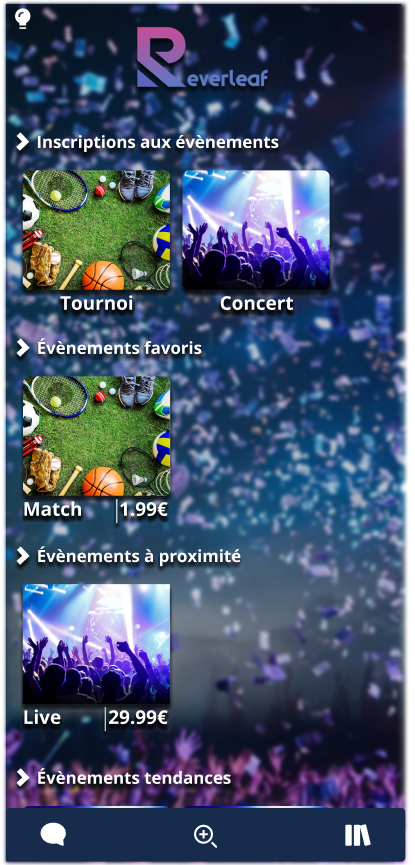 Reverleaf
Inscriptions aux évènements
Tournoi
Concert
Évènements favoris
Match
1.99€
Évènements à proximité
Live
29.99€
Évènements tendances